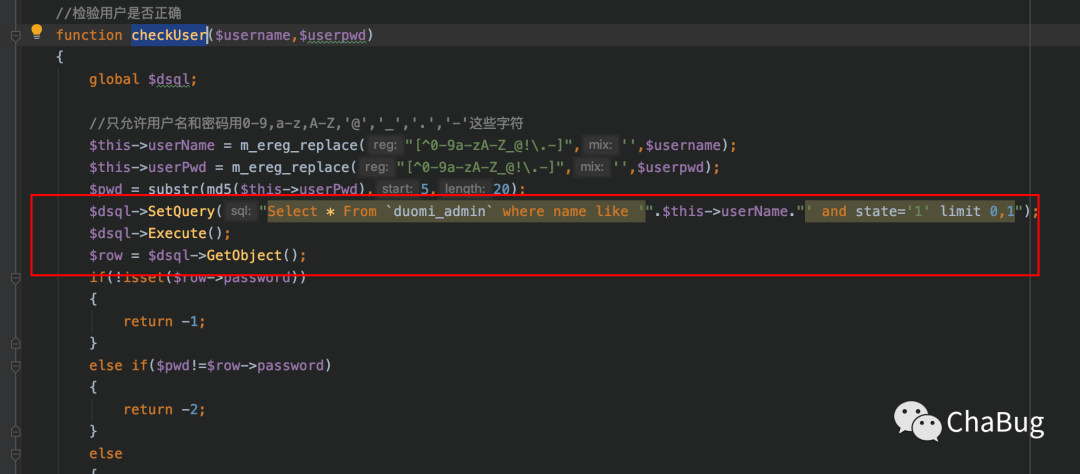 //检验用户是否正确
function checkUser($username,$userpwd)
{
global $dsql;
//只允许用户名和密码用0-9,a-z,A-Z,'@','_','.','-'这些字符
$this->userName = m_ereg_replace( reg: "[^0-9a-zA-Z_@!\.-]", mix: '',$username);
$this->userPwd = m_ereg_replace( reg: "[^0-9a-zA-Z_@!\.-]", mix: '',$userpwd);
$pwd = substr(md5($this->userPwd), start: 5, length: 20);
$dsql->SetQuery( sql: "Select * From `duomi_admin` where name like '".$this->userName."' and state='1' limit 0,1");
$dsql->Execute();
$row = $dsql->GetObject();
if(!isset($row->password))
{
return -1;
}
else if($pwd!=$row->password)
{
return -2;
}
else
{
ChaBug